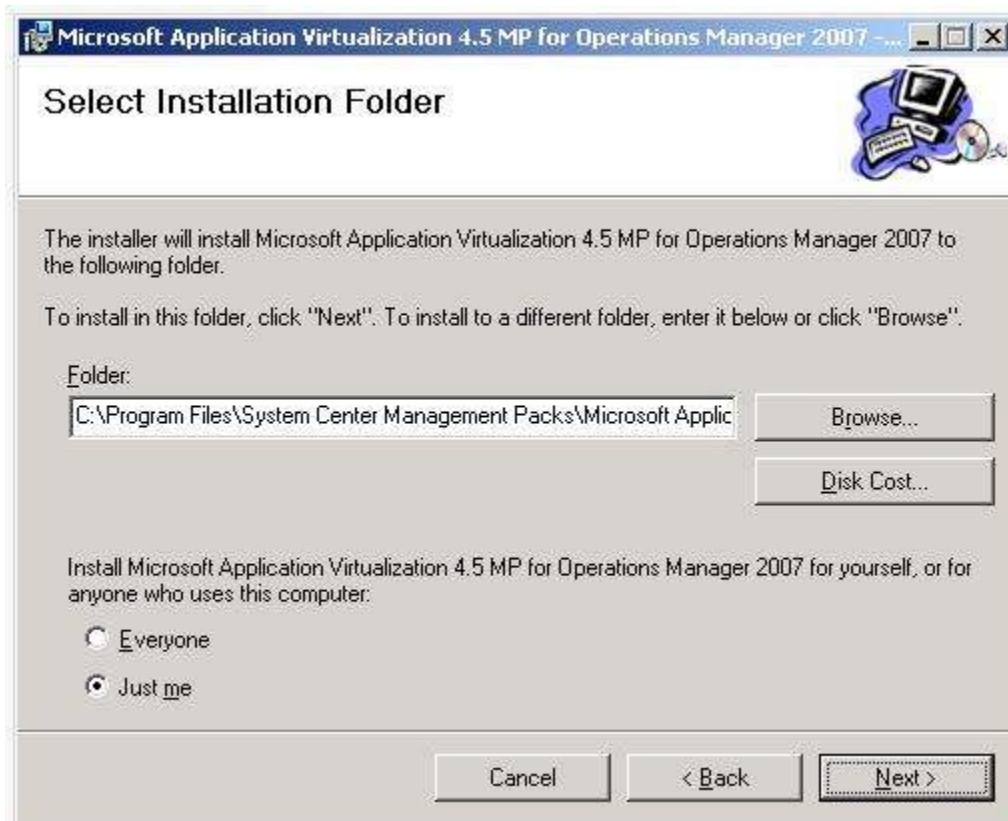 Microsoft Application Virtualization 4.5 MP for Operations Manager 2007 -...
Select Installation Folder
The installer will install Microsoft Application Virtualization 4.5 MP for Operations Manager 2007 to
the following folder.
To install in this folder, click "Next". To install to a different folder, enter it below or click "Browse".
Folder:
C:\Program Files\System Center Management Packs\Microsoft Applic
Browse...
Disk Cost...
Install Microsoft Application Virtualization 4.5 MP for Operations Manager 2007 for yourself, or for
anyone who uses this computer:
Everyone
Just me
Cancel
< Back
Next >